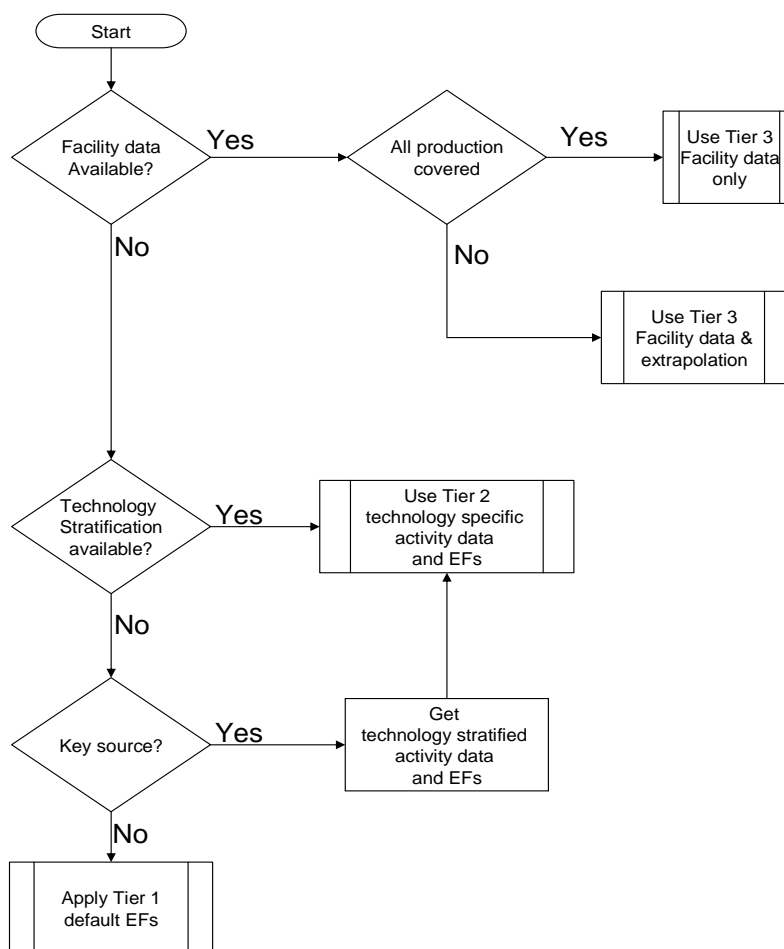 Start
Facility data
Available?
Yes
All production
covered
Yes
Use Tier 3
Facility data
only
No
No
Use Tier 3
Facility data &
extrapolation
Technology
Stratification
available?
Yes
Use Tier 2
technology specific
activity data
and EFs
No
Key source?
Yes
Get
technology stratified
activity data
and EFs
No
Apply Tier 1
default EFs